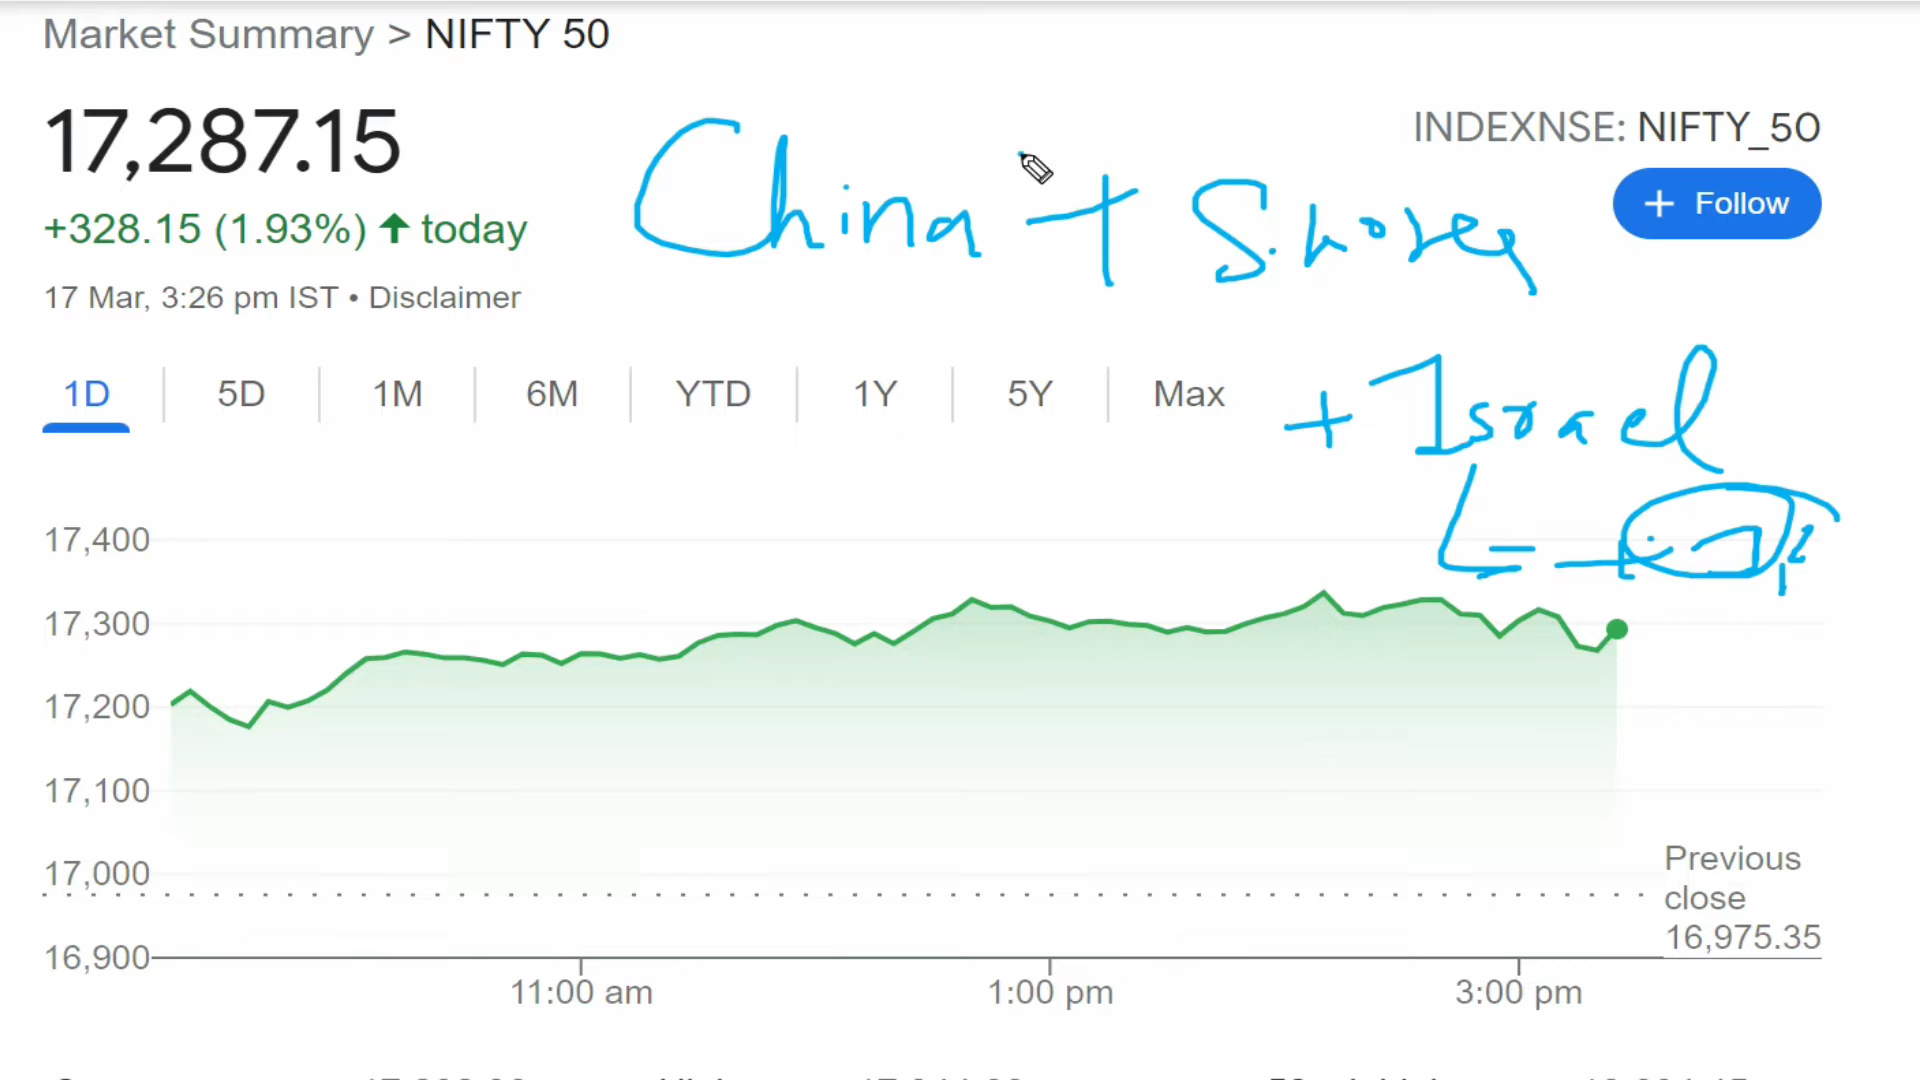 Market Summary > NIFTY 50
17,287.15
+328.15 (1.93%) ↑ today
17 Mar, 3:26 pm IST • Disclaimer
INDEXNSE: NIFTY_50
+ Follow
China + S.
+ Israel
1D 5D 1M 6M YTD 1Y 5Y Max
17,400
17,300
17,200
17,100
17,000
16,900
Previous
close
16,975.35
11:00 am 1:00 pm 3:00 pm